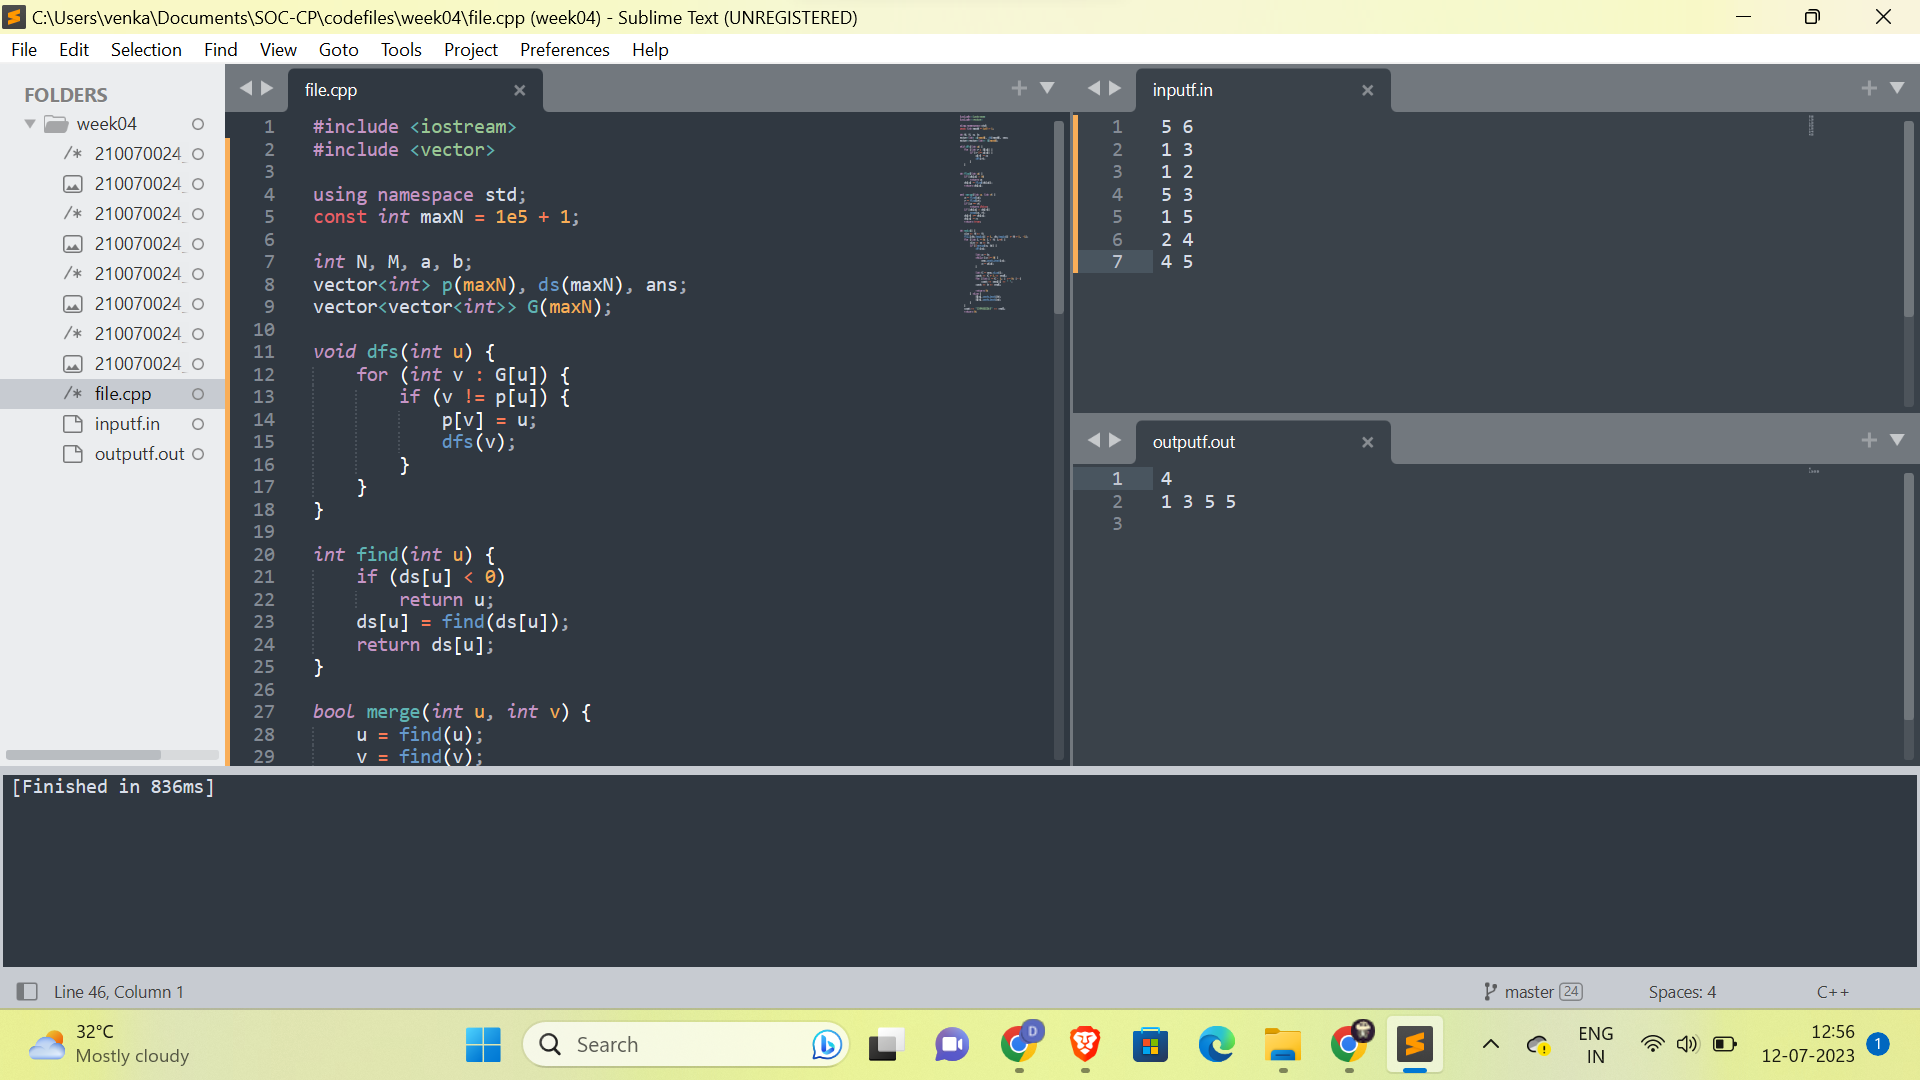 C:\Users\venka\Documents\SOC-CP\codefiles\week04\file.cpp (week04) - Sublime Text (UNREGISTERED)
File Edit Selection Find View Goto Tools Project Preferences Help
FOLDERS
week04
/* 210070024_
210070024_
/* 210070024_
210070024_
/* 210070024_
210070024_
/* 210070024_
210070024_
/* file.cpp
inputf.in
outputf.out
file.cpp
1 #include <iostream>
2 #include <vector>
3
4 using namespace std;
5 const int maxN = 1e5 + 1;
6
7 int N, M, a, b;
8 vector<int> p(maxN), ds(maxN), ans;
9 vector<vector<int>> G(maxN);
10
11 void dfs(int u) {
12     for (int v : G[u]) {
13         if (v != p[u]) {
14             p[v] = u;
15             dfs(v);
16         }
17     }
18 }
19
20 int find(int u) {
21     if (ds[u] < 0)
22         return u;
23     ds[u] = find(ds[u]);
24     return ds[u];
25 }
26
27 bool merge(int u, int v) {
28     u = find(u);
29     v = find(v);
inputf.in
1 5 6
2 1 3
3 1 2
4 5 3
5 1 5
6 2 4
7 4 5
outputf.out
1 4
2 1 3 5 5
3
[Finished in 836ms]
Line 46, Column 1
master 24
Spaces: 4
C++
32°C
Mostly cloudy
Search
D
ENG
IN
12:56
12-07-2023
1